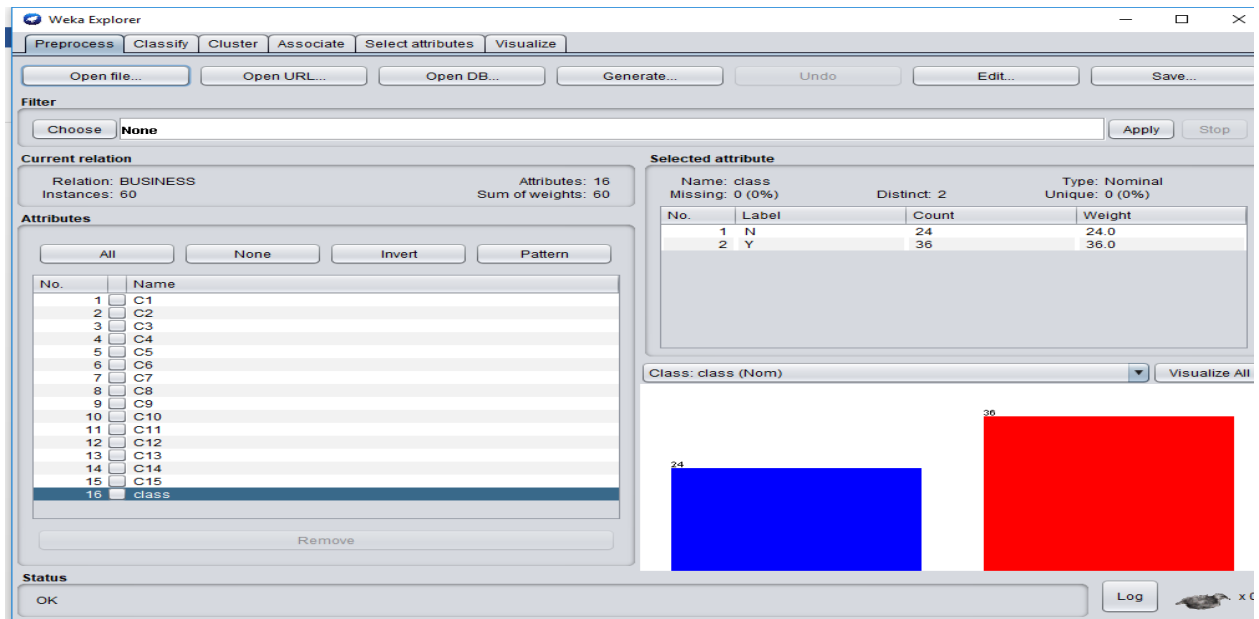 Weka Explorer
Preprocess Classify Cluster Associate Select attributes Visualize
Open file... Open URL... Open DB... Generate... Undo Edit... Save...
Filter
Choose None Apply Stop
Current relation
Relation: BUSINESS Attributes: 16
Instances: 60 Sum of weights: 60
Attributes
All None Invert Pattern
No. Name
1 C1
2 C2
3 C3
4 C4
5 C5
6 C6
7 C7
8 C8
9 C9
10 C10
11 C11
12 C12
13 C13
14 C14
15 C15
16 class
Remove
Selected attribute
Name: class Type: Nominal
Missing: 0 (0%) Distinct: 2 Unique: 0 (0%)
No. Label Count Weight
1 N 24 24.0
2 Y 36 36.0
Class: class (Nom) Visualize All
36
24
Status
OK Log x 0